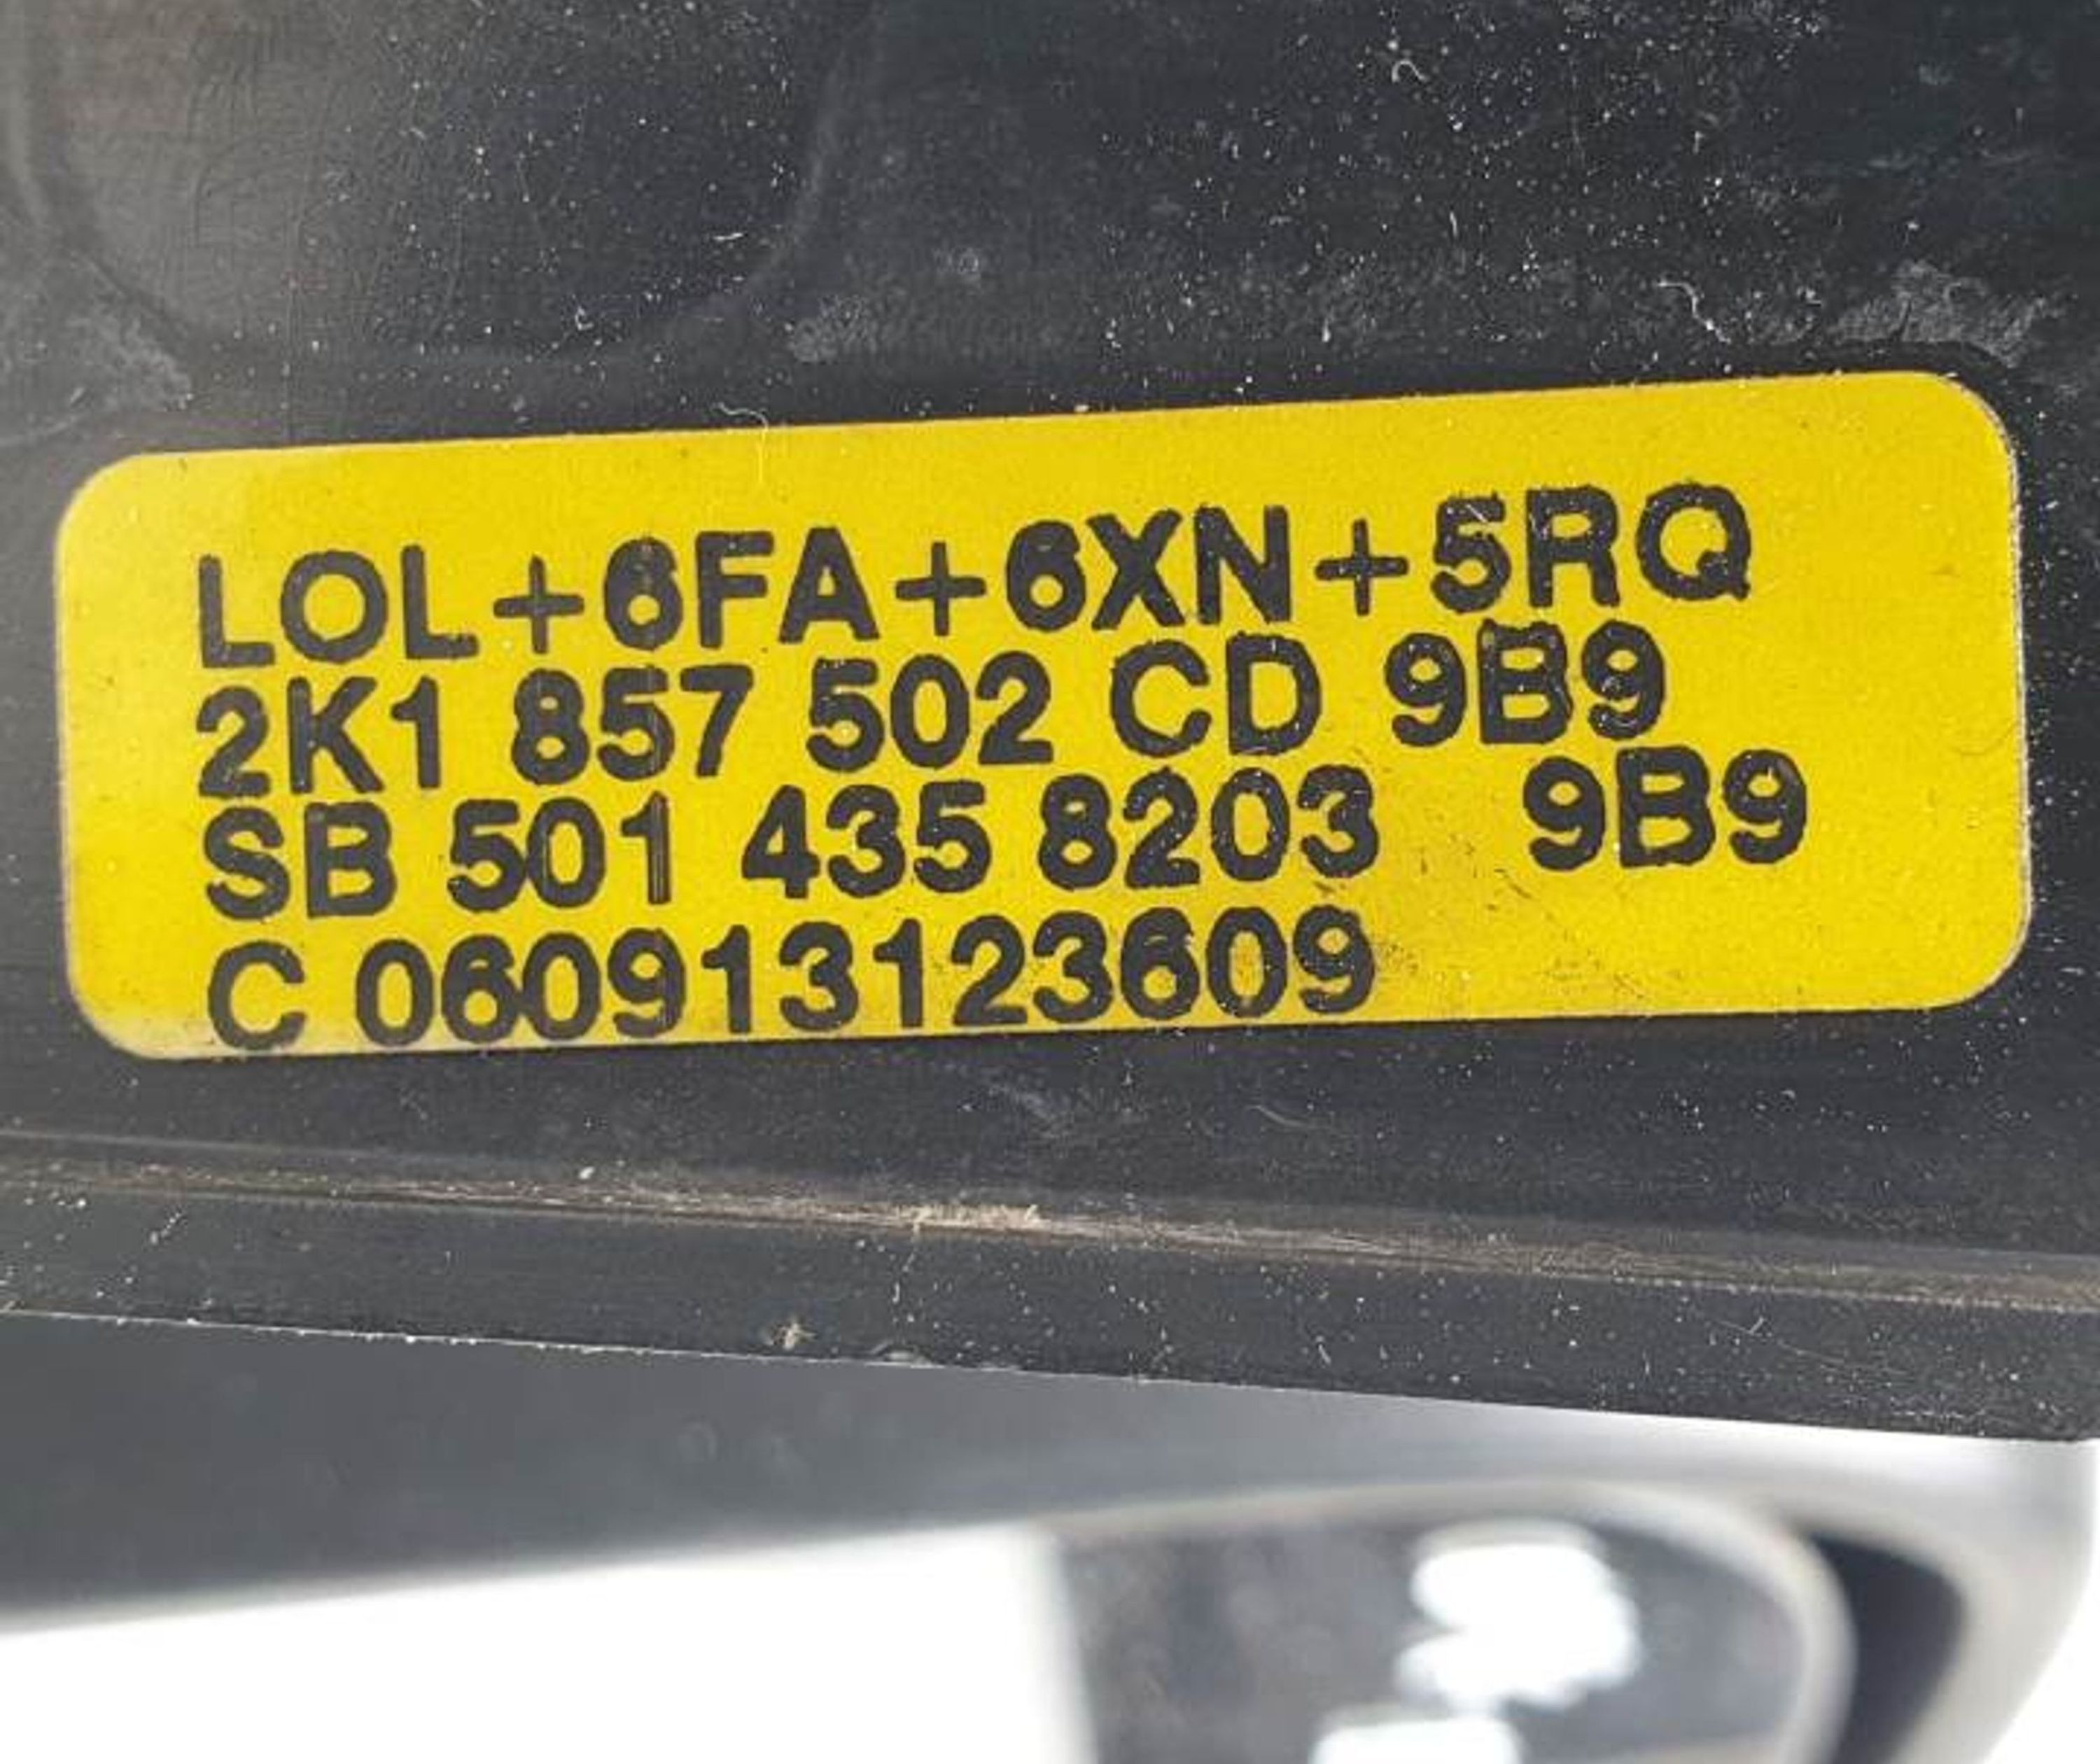 LOL+6FA+6XN+5RQ
2K1 857 502 CD 9B9
SB 501 435 8203 9B9
C 060913123609